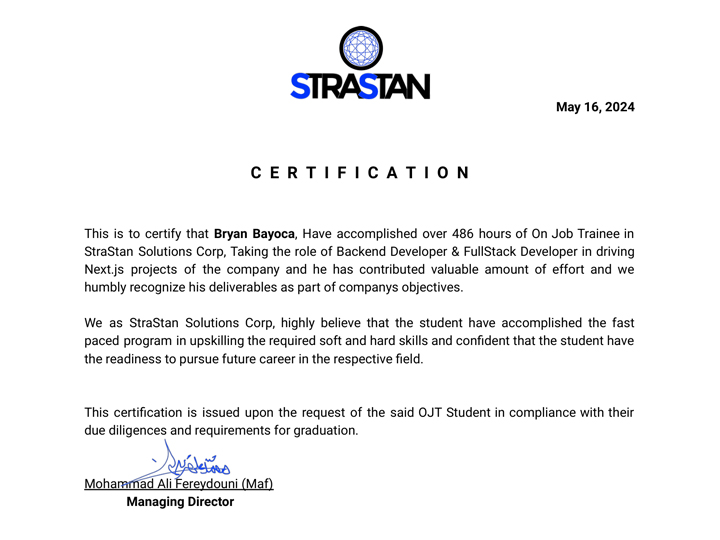 STRASTAN
May 16, 2024
CERTIFICATION
This is to certify that Bryan Bayoca, Have accomplished over 486 hours of On Job Trainee in
StraStan Solutions Corp, Taking the role of Backend Developer & FullStack Developer in driving
Next.js projects of the company and he has contributed valuable amount of effort and we
humbly recognize his deliverables as part of companys objectives.
We as StraStan Solutions Corp, highly believe that the student have accomplished the fast
paced program in upskilling the required soft and hard skills and confident that the student have
the readiness to pursue future career in the respective field.
This certification is issued upon the request of the said OJT Student in compliance with their
due diligences and requirements for graduation.
Mohammad Ali Fereydouni (Maf)
Managing Director